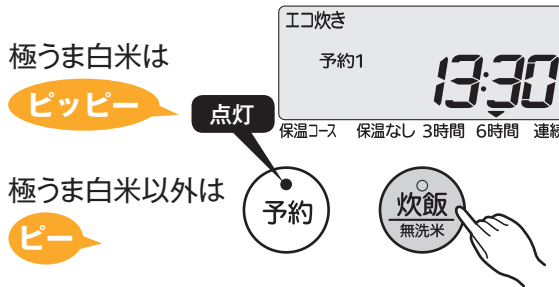 エコ炊き
極うま白米は
予約1
13:30
ピッピー
点灯
保温コース 保温なし 3時間 6時間 連続
極うま白米以外は
予約
炊飯
無洗米
ピー